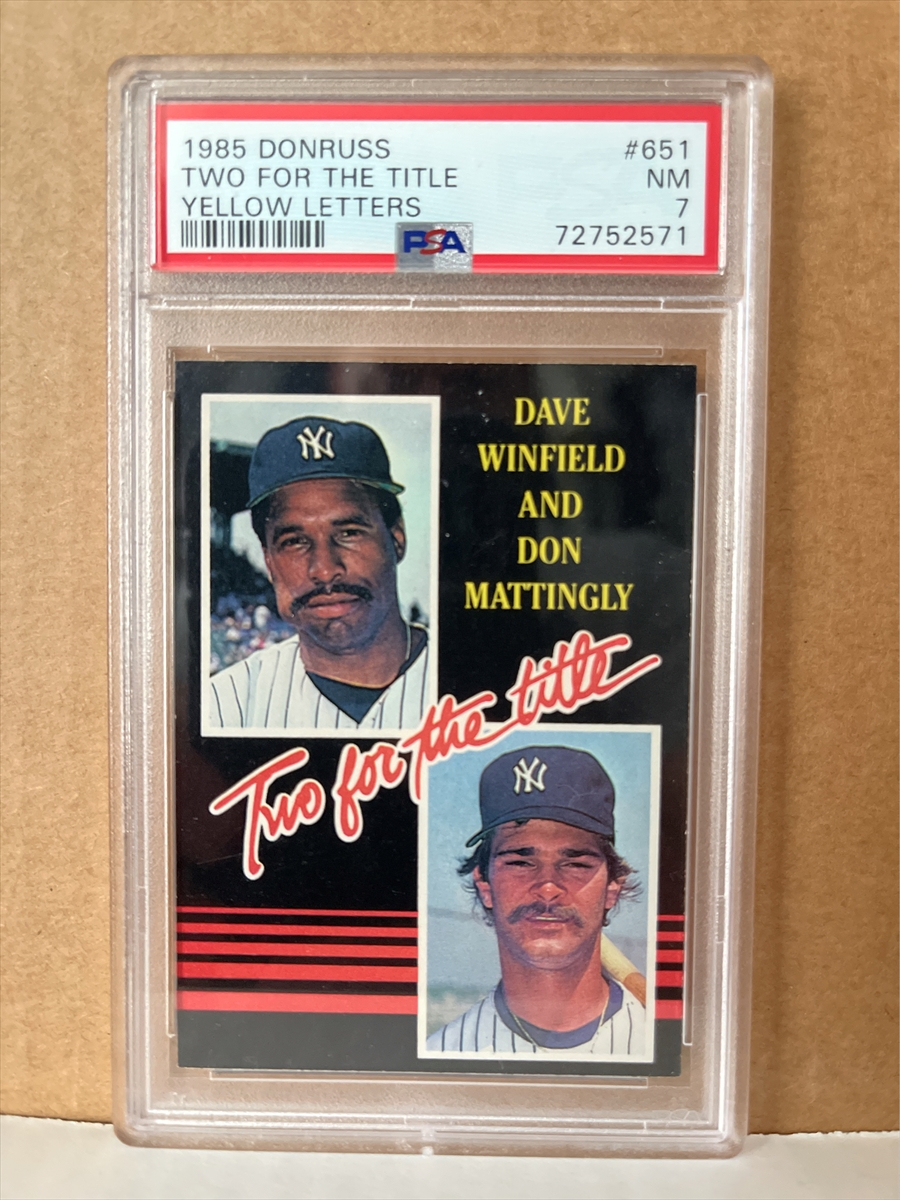 1985 DONRUSS #651
TWO FOR THE TITLE NM
YELLOW LETTERS 7
PSA 72752571
DAVE
WINFIELD
AND
DON
MATTINGLY
Two for the title
NY
NY